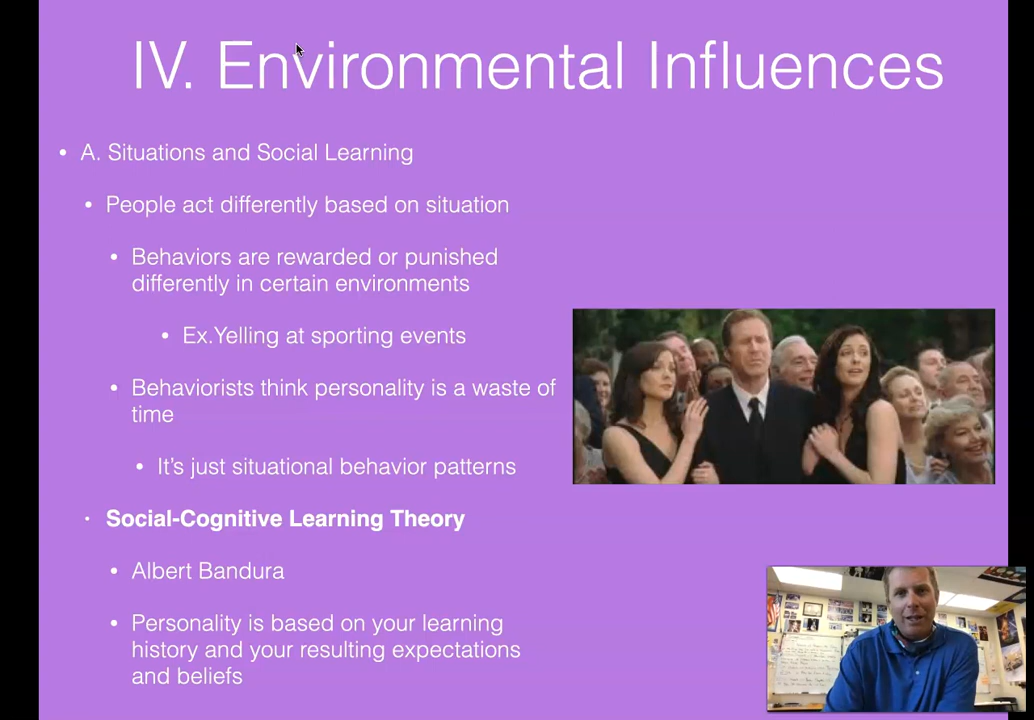 IV. Environmental Influences
• A. Situations and Social Learning
• People act differently based on situation
• Behaviors are rewarded or punished
differently in certain environments
• Ex.Yelling at sporting events
• Behaviorists think personality is a waste of
time
• It's just situational behavior patterns
• Social-Cognitive Learning Theory
• Albert Bandura
• Personality is based on your learning
history and your resulting expectations
and beliefs